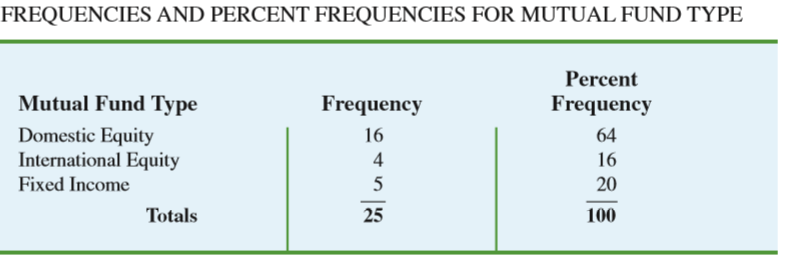 FREQUENCIES AND PERCENT FREQUENCIES FOR MUTUAL FUND TYPE
Percent
Mutual Fund Type Frequency Frequency
Domestic Equity 16 64
International Equity 4 16
Fixed Income 5 20
Totals 25 100